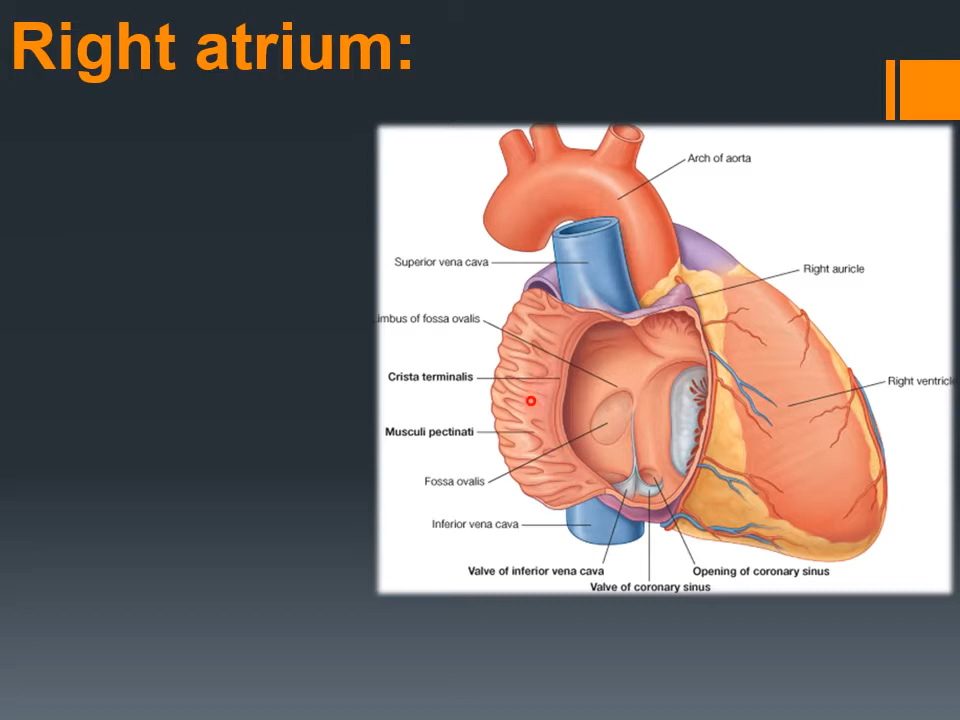 Right atrium:
Arch of aorta
Superior vena cava
Right auricle
imbus of fossa ovalis
Crista terminalis
Right ventricle
Musculi pectinati
Fossa ovalis
Inferior vena cava
Valve of inferior vena cava
Opening of coronary sinus
Valve of coronary sinus